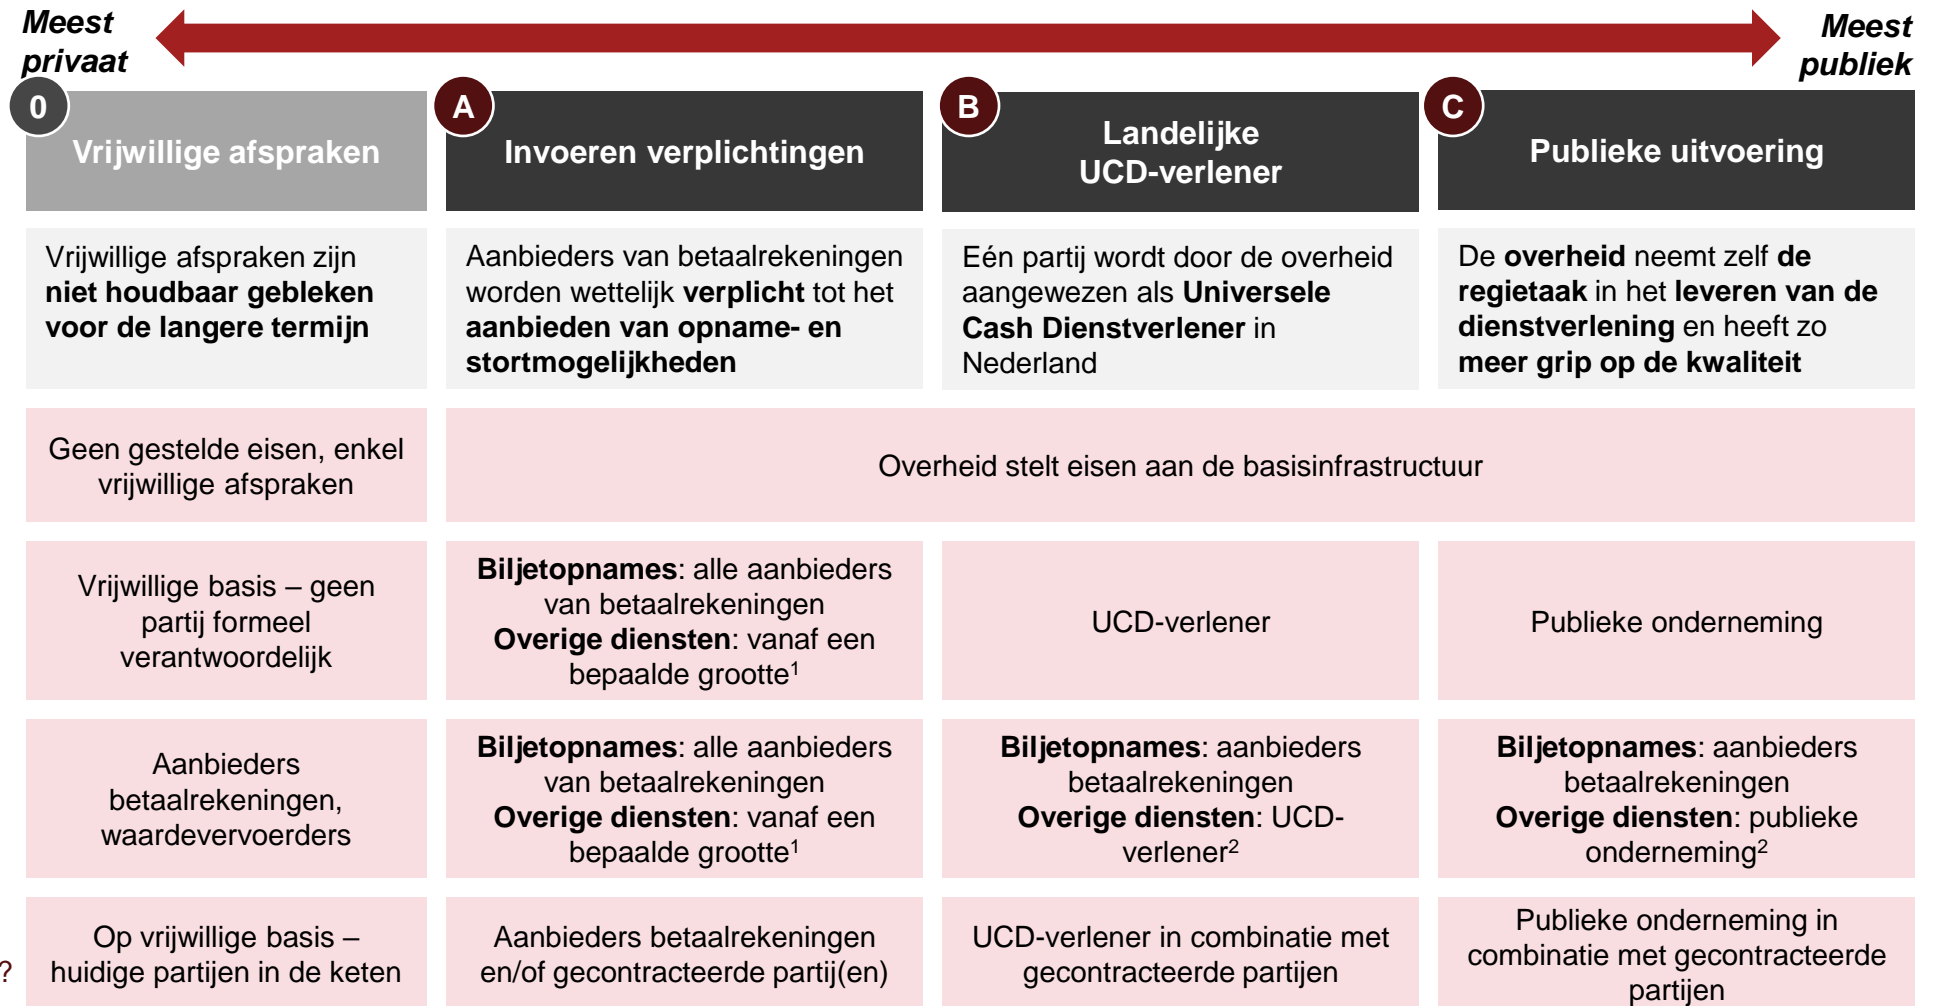 Meest
privaat
Meest
publiek
0
Vrijwillige afspraken
A
Invoeren verplichtingen
B
Landelijke
UCD-verlener
C
Publieke uitvoering
Vrijwillige afspraken zijn
niet houdbaar gebleken
voor de langere termijn
Aanbieders van betaalrekeningen
worden wettelijk verplicht tot het
aanbieden van opname- en
stortmogelijkheden
Eén partij wordt door de overheid
aangewezen als Universele
Cash Dienstverlener in
Nederland
De overheid neemt zelf de
regietaak in het leveren van de
dienstverlening en heeft zo
meer grip op de kwaliteit
Geen gestelde eisen, enkel
vrijwillige afspraken
Overheid stelt eisen aan de basisinfrastructuur
Vrijwillige basis – geen
partij formeel
verantwoordelijk
Biljetopnames: alle aanbieders
van betaalrekeningen
Overige diensten: vanaf een
bepaalde grootte¹
UCD-verlener
Publieke onderneming
Aanbieders
betaalrekeningen,
waardevervoerders
Biljetopnames: alle aanbieders
van betaalrekeningen
Overige diensten: vanaf een
bepaalde grootte¹
Biljetopnames: aanbieders
betaalrekeningen
Overige diensten: UCD-
verlener²
Biljetopnames: aanbieders
betaalrekeningen
Overige diensten: publieke
onderneming²
?
Op vrijwillige basis –
huidige partijen in de keten
Aanbieders betaalrekeningen
en/of gecontracteerde partij(en)
UCD-verlener in combinatie met
gecontracteerde partijen
Publieke onderneming in
combinatie met gecontracteerde
partijen